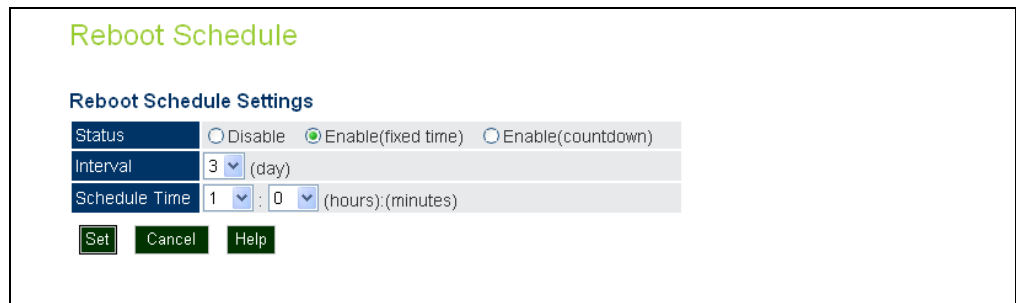 Reboot Schedule
Reboot Schedule Settings
Status Disable Enable(fixed time) Enable(countdown)
Interval 3 (day)
Schedule Time 1 : 0 (hours):(minutes)
Set Cancel Help